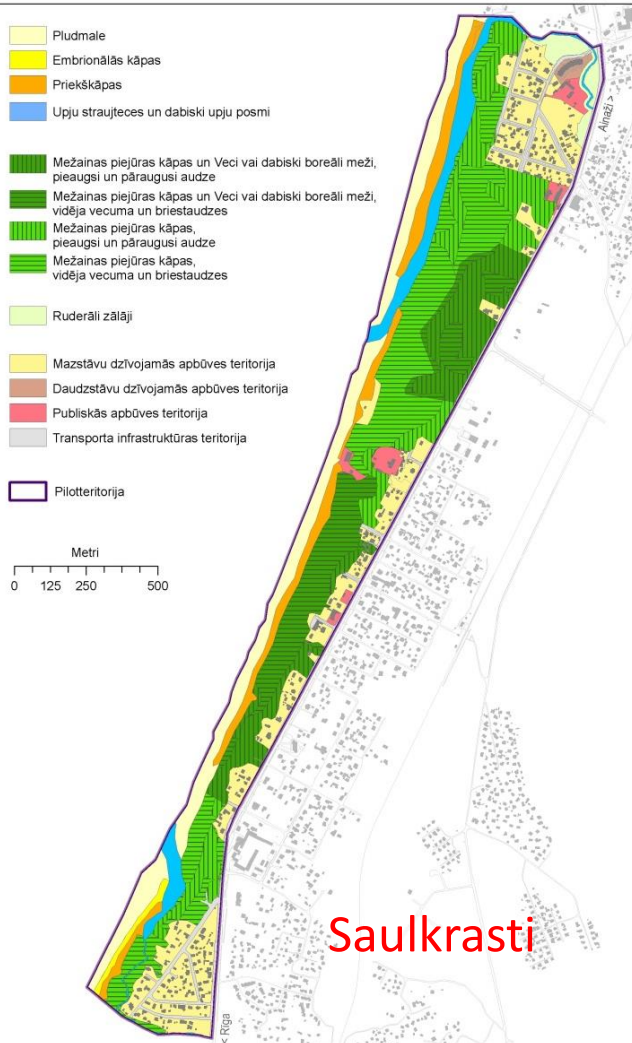 Pludmale
Embrionālās kāpas
Priekškāpas
Upju straujteces un dabiski upju posmi
Mežainas piejūras kāpas un Veci vai dabiski boreāli meži,
pieaugsi un pāraugusi audze
Mežainas piejūras kāpas un Veci vai dabiski boreāli meži,
vidēja vecuma un briestaudzes
Mežainas piejūras kāpas,
pieaugsi un pāraugusi audze
Mežainas piejūras kāpas,
vidēja vecuma un briestaudzes
Ruderāli zālāji
Mazstāvu dzīvojamās apbūves teritorija
Daudzstāvu dzīvojamās apbūves teritorija
Publiskās apbūves teritorija
Transporta infrastruktūras teritorija
Pilotteritorija
Metri
0 125 250 500
Ainaži >
Saulkrasti
< Rīga